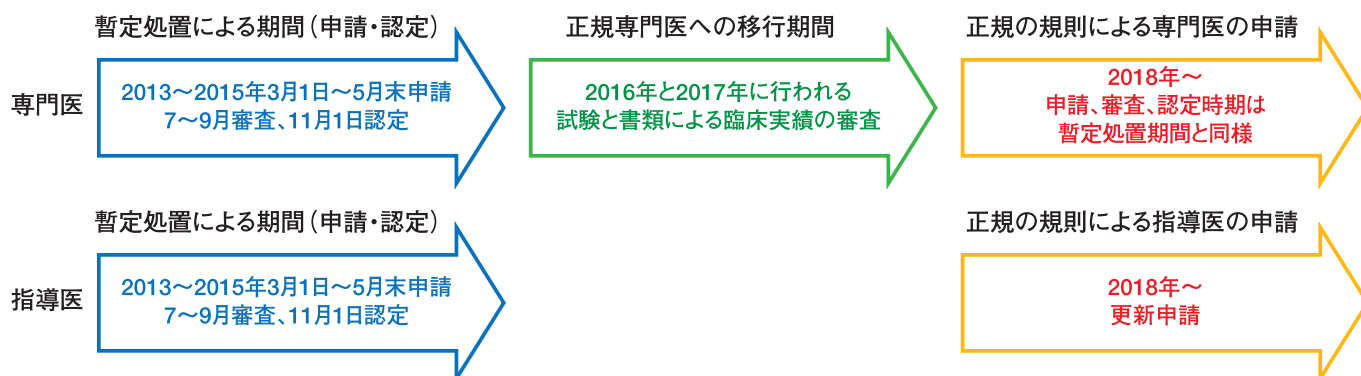 暫定処置による期間（申請・認定）
正規専門医への移行期間
正規の規則による専門医の申請
専門医
2013〜2015年3月1日〜5月末申請
7〜9月審査、11月1日認定
2016年と2017年に行われる
試験と書類による臨床実績の審査
2018年〜
申請、審査、認定時期は
暫定処置期間と同様
暫定処置による期間（申請・認定）
正規の規則による指導医の申請
指導医
2013〜2015年3月1日〜5月末申請
7〜9月審査、11月1日認定
2018年〜
更新申請